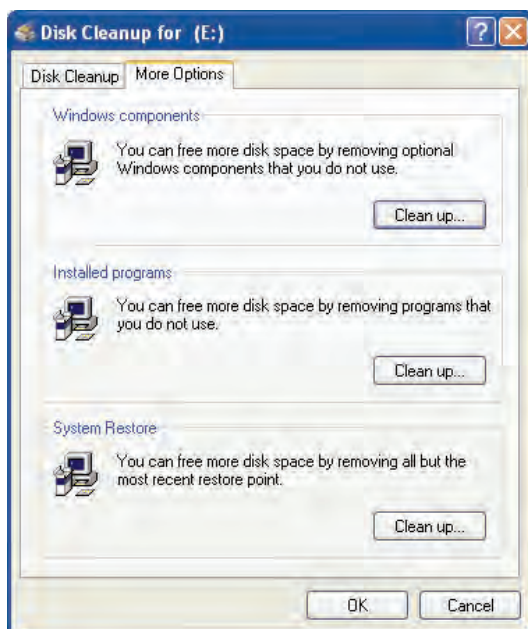 Disk Cleanup for (E:)
Disk Cleanup
More Options
Windows components
You can free more disk space by removing optional
Windows components that you do not use.
Clean up...
Installed programs
You can free more disk space by removing programs that
you do not use.
Clean up...
System Restore
You can free more disk space by removing all but the
most recent restore point.
Clean up...
OK
Cancel